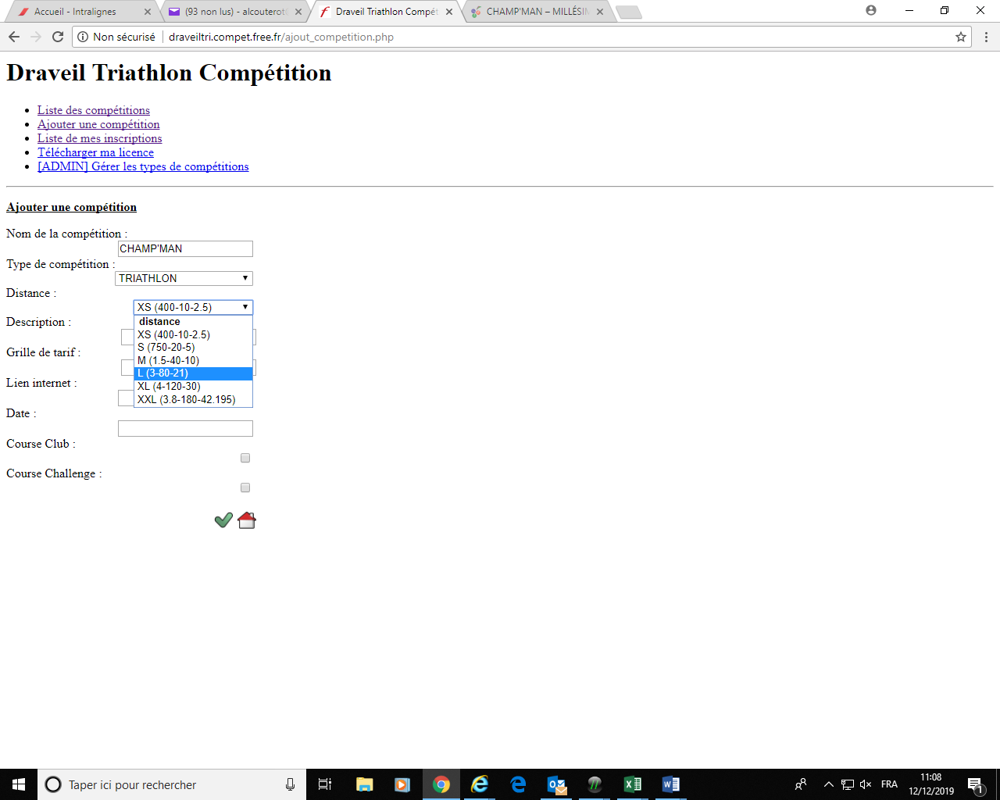 Accueil - Intralignes
(93 non lus) - alcouterot
Draveil Triathlon Compét
CHAMP'MAN – MILLÉSIM
Non sécurisé
draveiltri.compet.free.fr/ajout_competition.php
Draveil Triathlon Compétition
Liste des compétitions
Ajouter une compétition
Liste de mes inscriptions
Télécharger ma licence
[ADMIN] Gérer les types de compétitions
Ajouter une compétition
Nom de la compétition :
CHAMP'MAN
Type de compétition :
TRIATHLON
Distance :
XS (400-10-2.5)
distance
XS (400-10-2.5)
S (750-20-5)
M (1.5-40-10)
L (3-80-21)
XL (4-120-30)
XXL (3.8-180-42.195)
Description :
Grille de tarif :
Lien internet :
Date :
Course Club :
Course Challenge :
Taper ici pour rechercher
FRA
11:08
12/12/2019
1